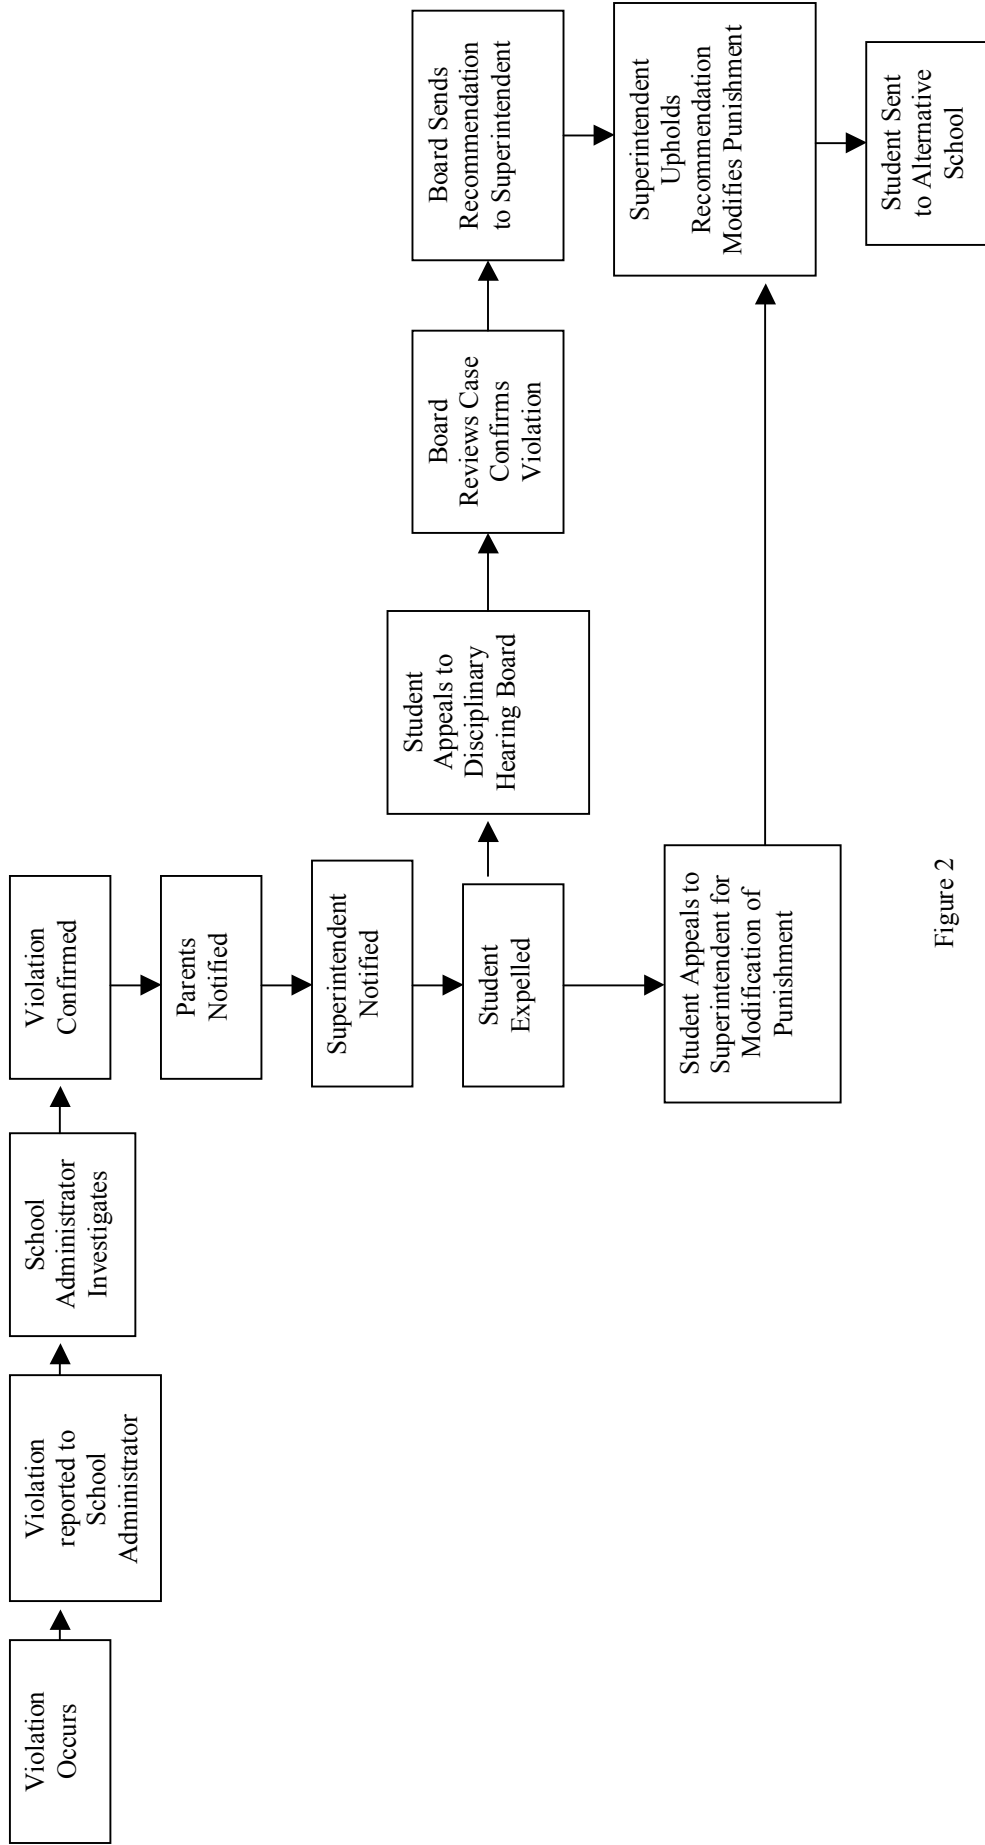 Violation
Occurs
Violation
reported to
School
Administrator
School
Administrator
Investigates
Violation
Confirmed
Parents
Notified
Superintendent
Notified
Student
Expelled
Student
Appeals to
Disciplinary
Hearing Board
Board
Reviews Case
Confirms
Violation
Board Sends
Recommendation
to Superintendent
Student Appeals to
Superintendent for
Modification of
Punishment
Superintendent
Upholds
Recommendation
Modifies Punishment
Student Sent
to Alternative
School
Figure 2